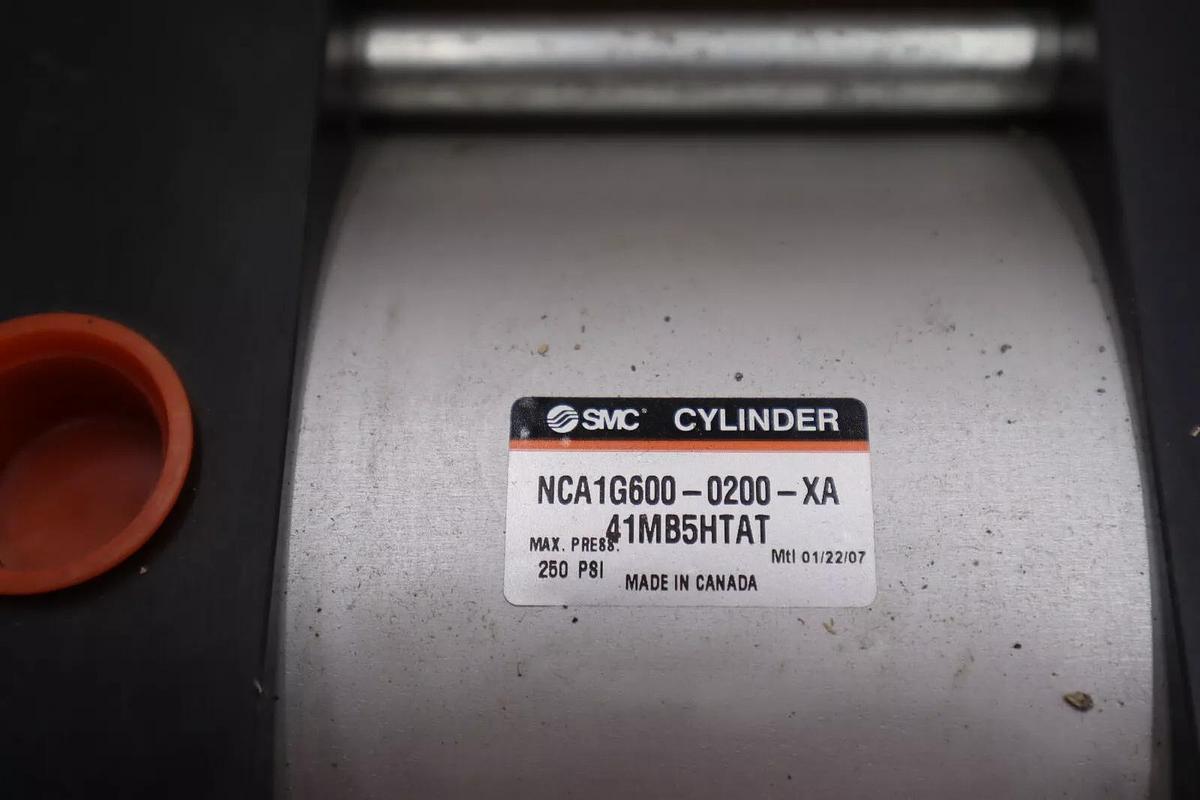 SMC CYLINDER
NCA1G600-0200-XA
41MB5HTAT
MAX. PRESS.
Mtl 01/22/07
250 PSI
MADE IN CANADA